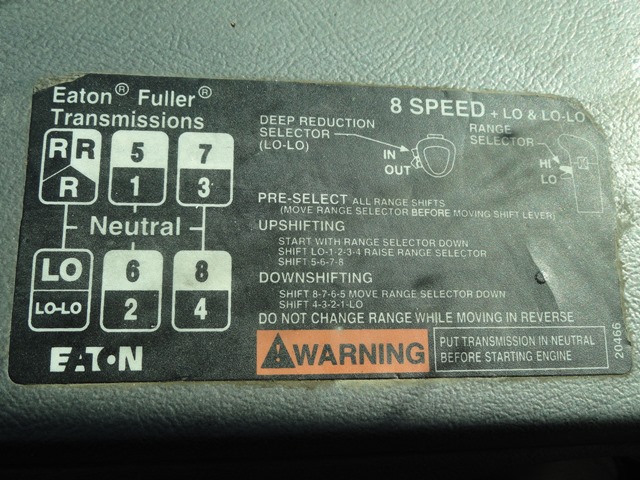 Eaton® Fuller®
Transmissions
R R 5 7
R 1 3
Neutral
LO 6 8
LO-LO 2 4
EATON
8 SPEED + LO & LO-LO
DEEP REDUCTION
SELECTOR
(LO-LO)
IN
OUT
RANGE
SELECTOR
HI
LO
PRE-SELECT ALL RANGE SHIFTS
(MOVE RANGE SELECTOR BEFORE MOVING SHIFT LEVER)
UPSHIFTING
START WITH RANGE SELECTOR DOWN
SHIFT LO-1-2-3-4 RAISE RANGE SELECTOR
SHIFT 5-6-7-8
DOWNSHIFTING
SHIFT 8-7-6-5 MOVE RANGE SELECTOR DOWN
SHIFT 4-3-2-1-LO
DO NOT CHANGE RANGE WHILE MOVING IN REVERSE
WARNING
PUT TRANSMISSION IN NEUTRAL
BEFORE STARTING ENGINE
20466